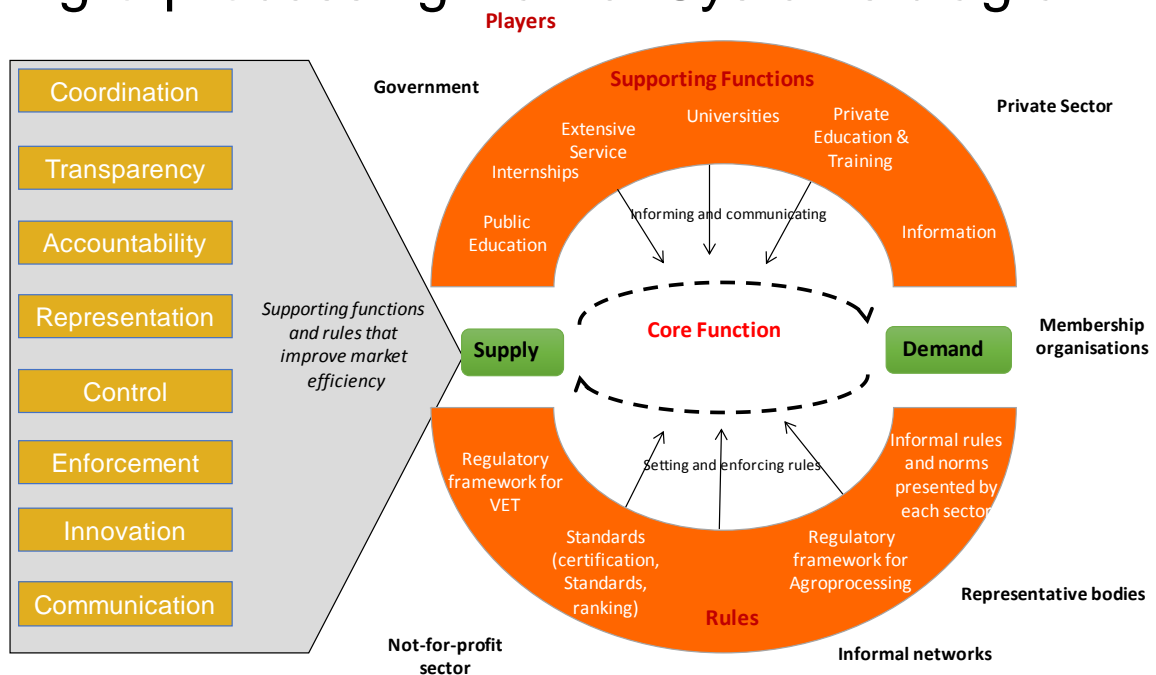 Players
Coordination
Transparency
Accountability
Representation
Control
Enforcement
Innovation
Communication
Supporting functions
and rules that
improve market
efficiency
Government
Supporting Functions
Private Sector
Universities
Private
Education &
Training
Extensive
Service
Internships
Public
Education
Information
Informing and communicating
Core Function
Supply
Demand
Membership
organisations
Setting and enforcing rules
Regulatory
framework for
VET
Standards
(certification,
Standards,
ranking)
Regulatory
framework for
Agroprocessing
Informal rules
and norms
presented by
each sector
Rules
Representative bodies
Not-for-profit
sector
Informal networks